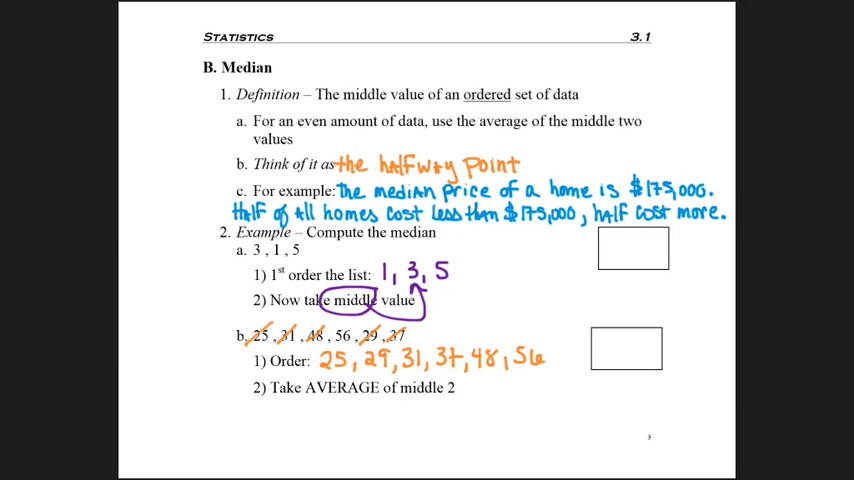 STATISTICS 3.1
B. Median
1. Definition – The middle value of an ordered set of data
a. For an even amount of data, use the average of the middle two
values
b. Think of it as the halfway point
c. For example: The median price of a home is $175,000.
Half of all homes cost less than $175,000, half cost more.
2. Example – Compute the median
a. 3 , 1 , 5
1) 1st order the list: 1, 3, 5
2) Now take middle value
b. 25 , 31 , 48 , 56 , 29 , 37
1) Order: 25, 29, 31, 37, 48, 56
2) Take AVERAGE of middle 2
3